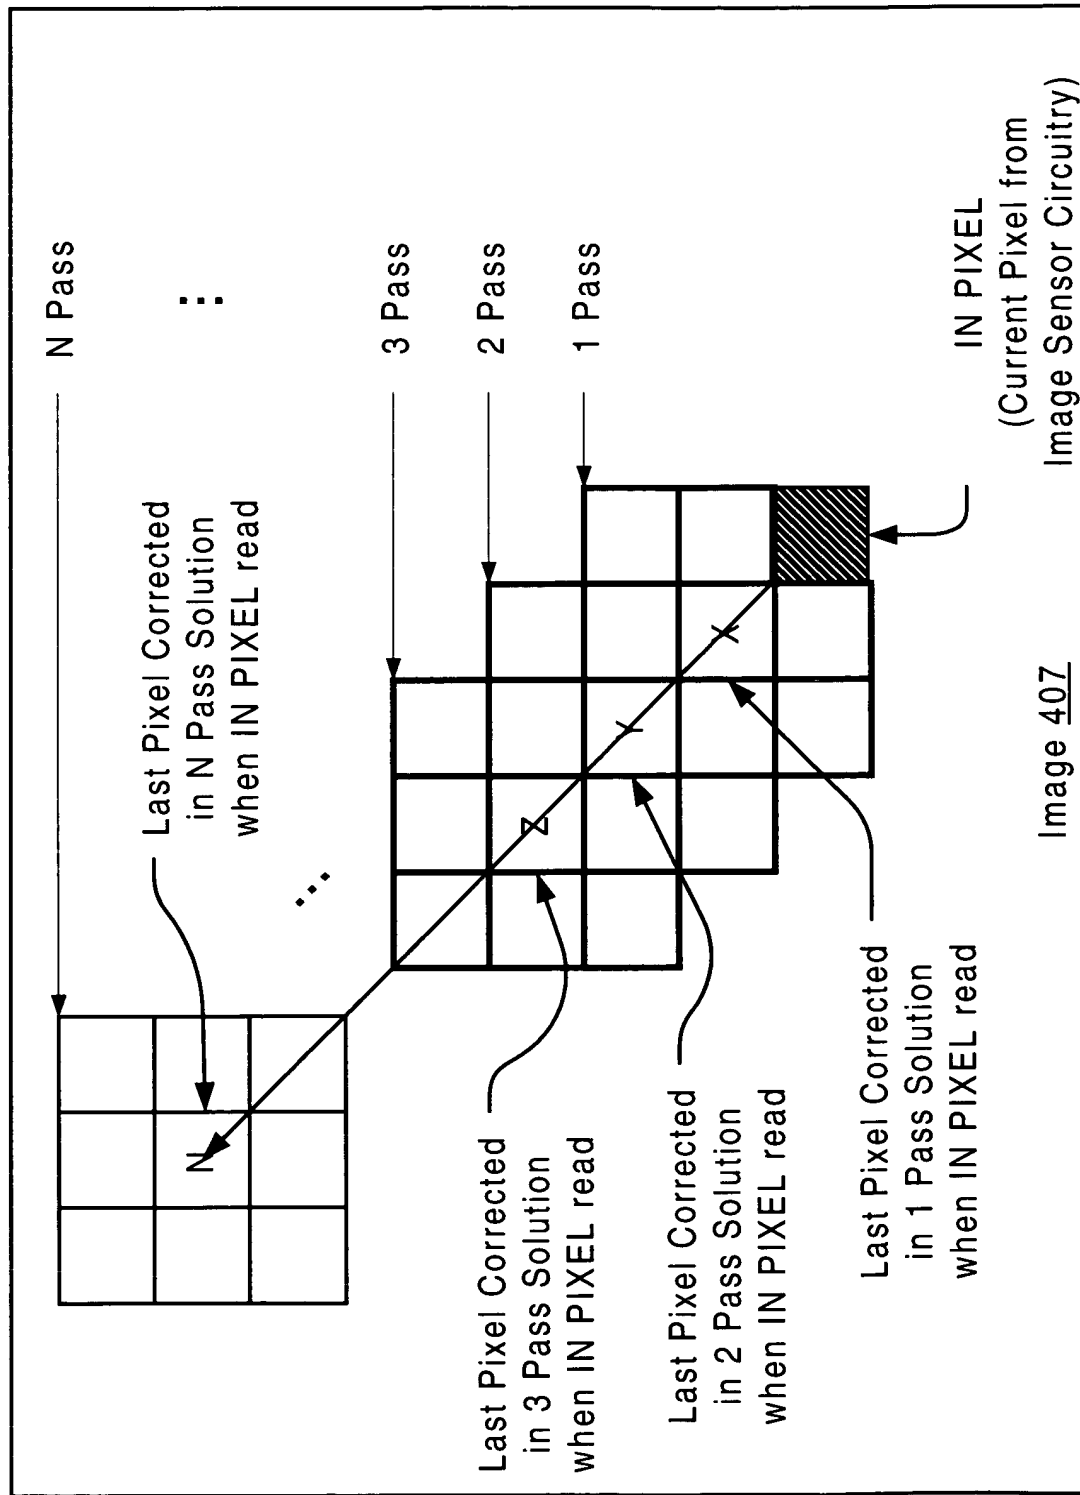 N Pass
⋮
3 Pass
2 Pass
1 Pass
Last Pixel Corrected
in N Pass Solution
when IN PIXEL read
...
N
Z
Y
X
IN PIXEL
(Current Pixel from
Image Sensor Circuitry)
Last Pixel Corrected
in 3 Pass Solution
when IN PIXEL read
Last Pixel Corrected
in 2 Pass Solution
when IN PIXEL read
Last Pixel Corrected
in 1 Pass Solution
when IN PIXEL read
Image 407